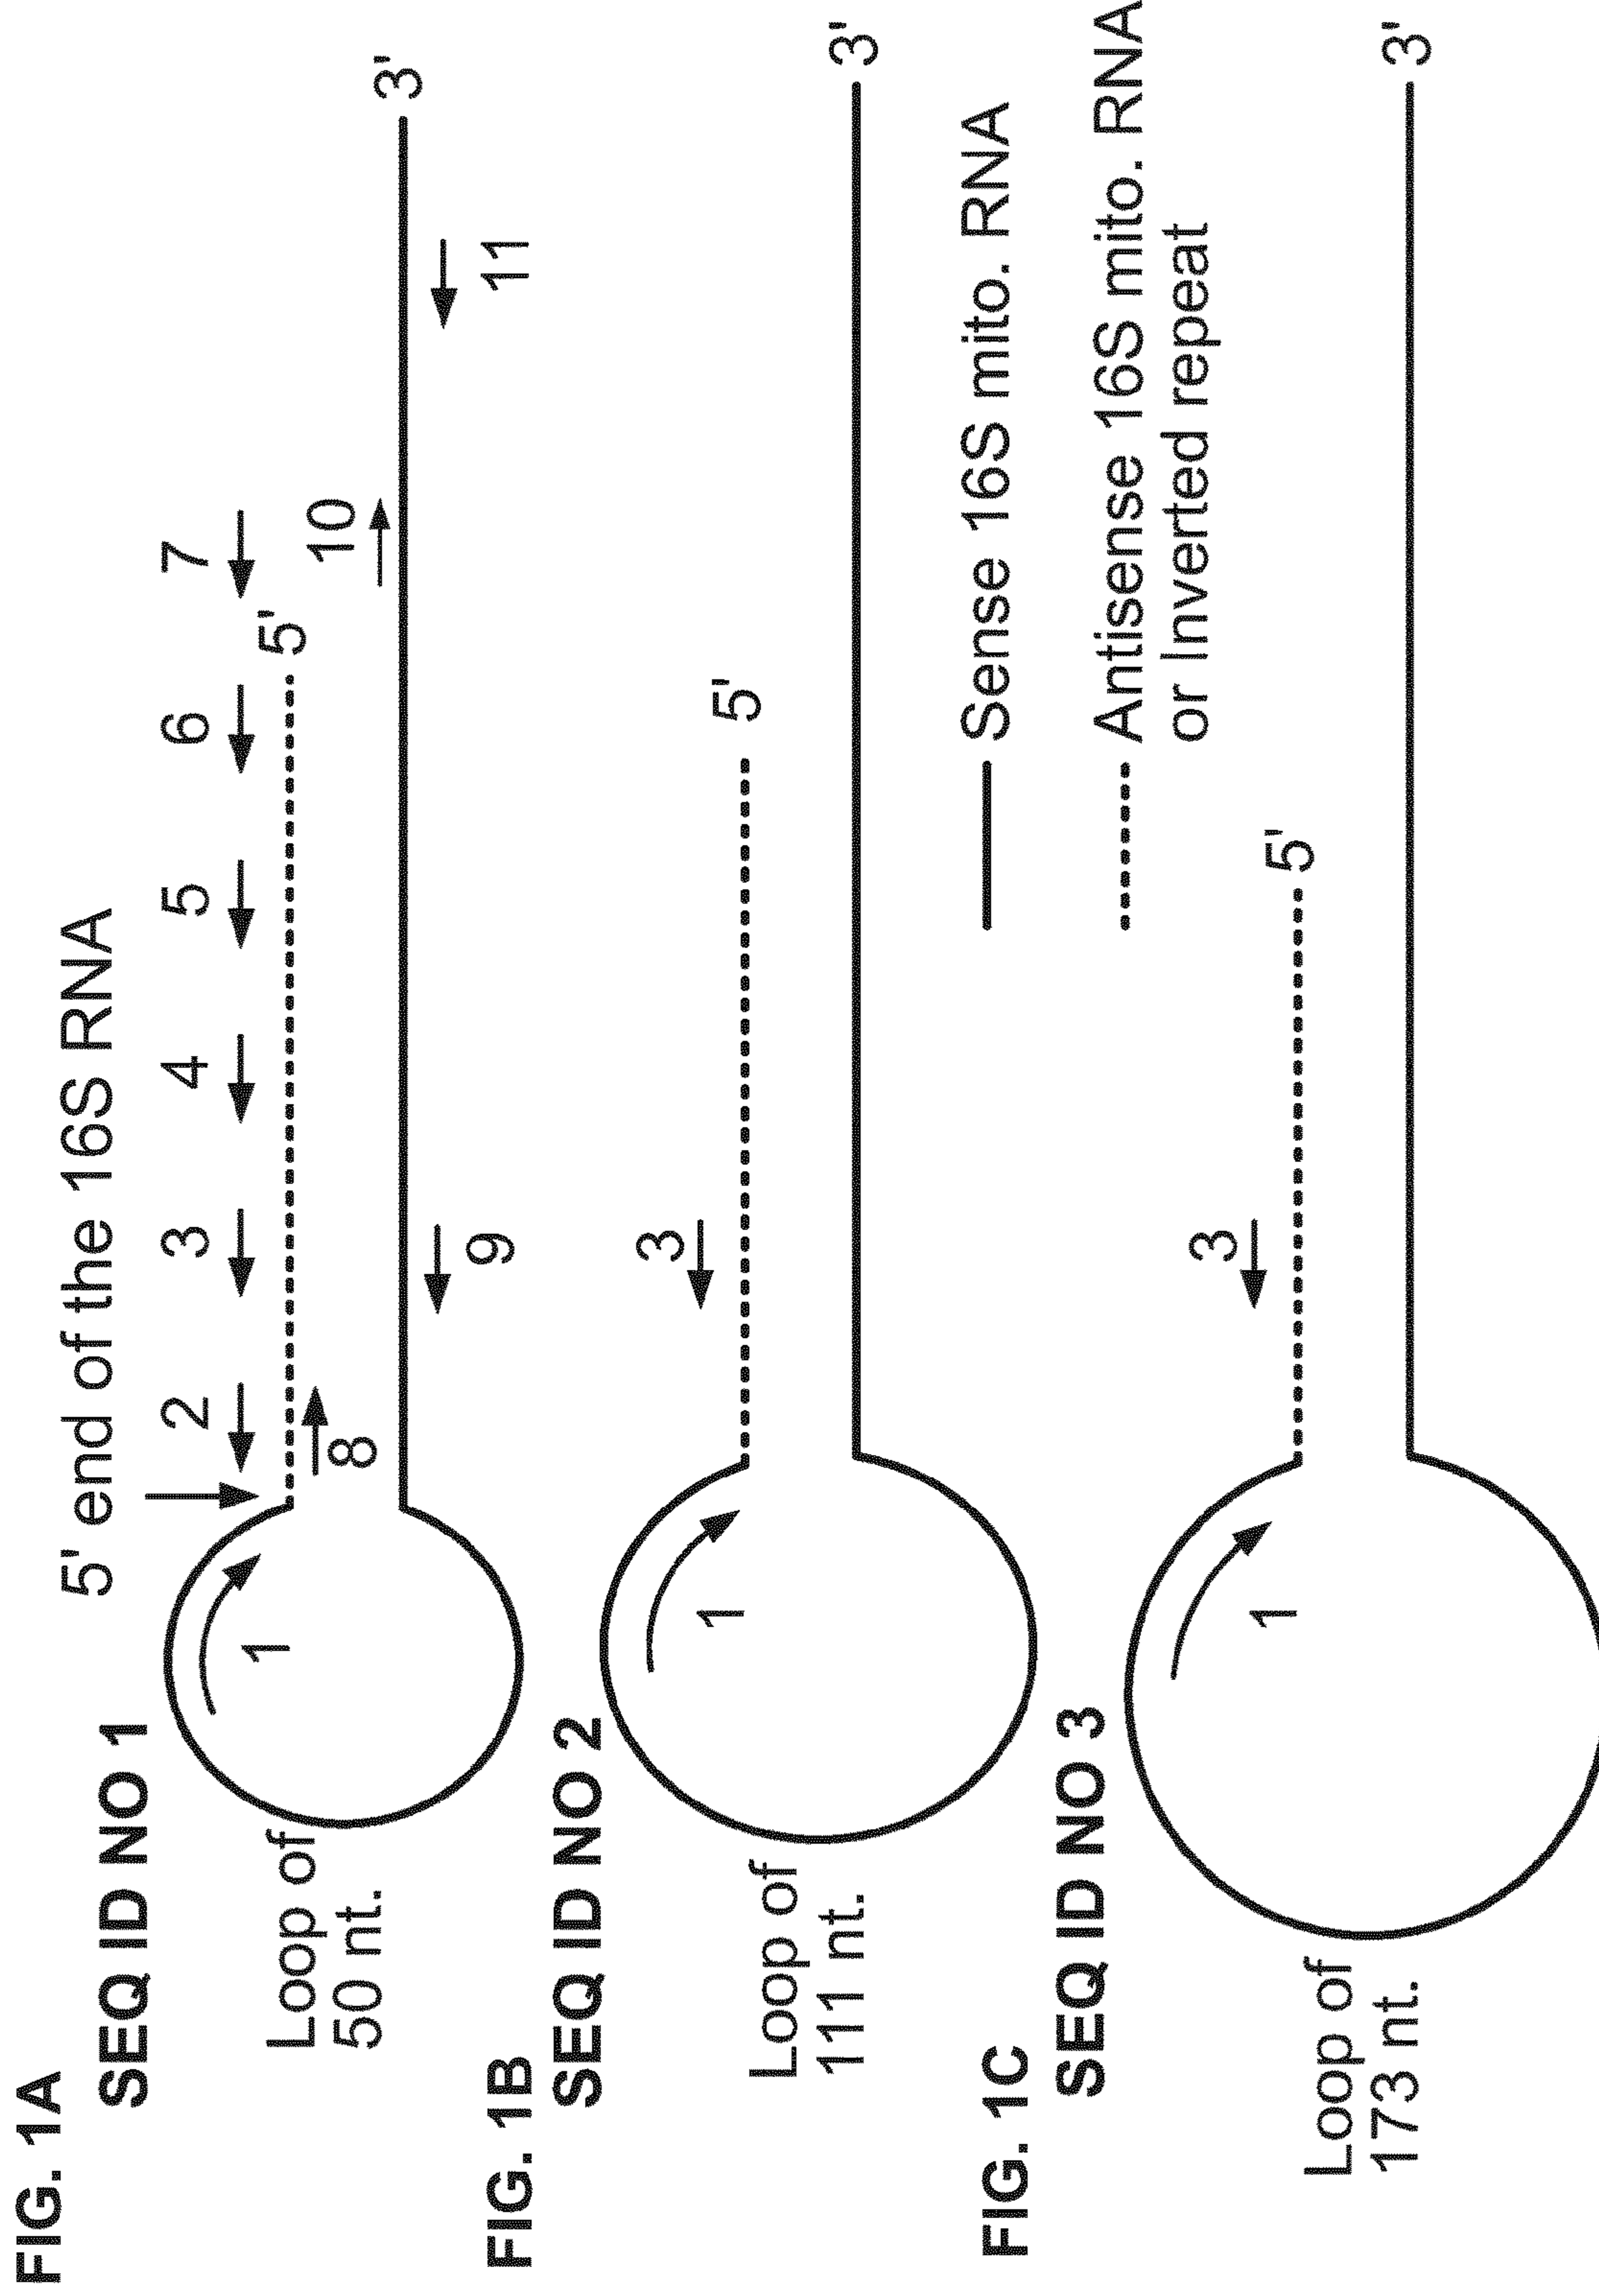 FIG. 1A
SEQ ID NO 1
5' end of the 16S RNA
2 3 4 5 6 7
5'
1
8
10
3'
9
11
Loop of
50 nt.
FIG. 1B
SEQ ID NO 2
3
5'
1
3'
Loop of
111 nt.
Sense 16S mito. RNA
Antisense 16S mito. RNA
or Inverted repeat
FIG. 1C
SEQ ID NO 3
3
5'
1
3'
Loop of
173 nt.